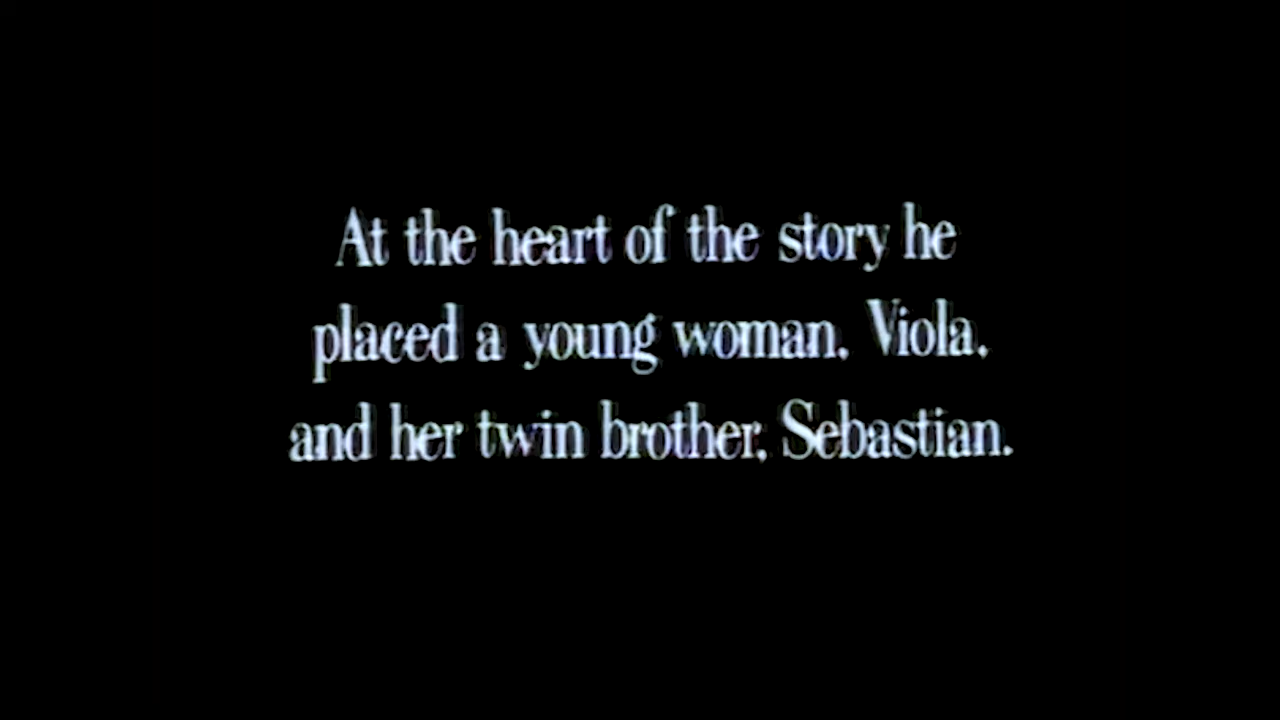 At the heart of the story he
placed a young woman, Viola,
and her twin brother, Sebastian.